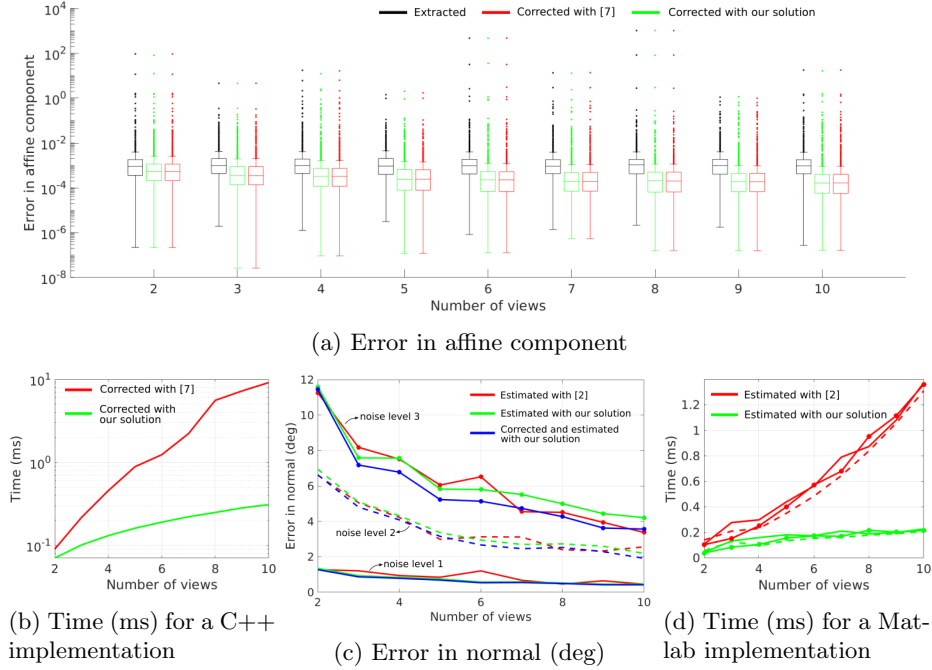 Extracted
Corrected with [7]
Corrected with our solution
10^4
10^2
10^0
10^-2
10^-4
10^-6
10^-8
Error in affine component
2 3 4 5 6 7 8 9 10
Number of views
(a) Error in affine component
Corrected with [7]
Corrected with
our solution
10^1
10^0
10^-1
Time (ms)
2 4 6 8 10
Number of views
(b) Time (ms) for a C++
implementation
Estimated with [2]
Estimated with our solution
Corrected and estimated
with our solution
noise level 3
noise level 2
noise level 1
12
10
8
6
4
2
0
Error in normal (deg)
2 4 6 8 10
Number of views
(c) Error in normal (deg)
Estimated with [2]
Estimated with our solution
1.4
1.2
1
0.8
0.6
0.4
0.2
0
Time (ms)
2 4 6 8 10
Number of views
(d) Time (ms) for a Mat-
lab implementation